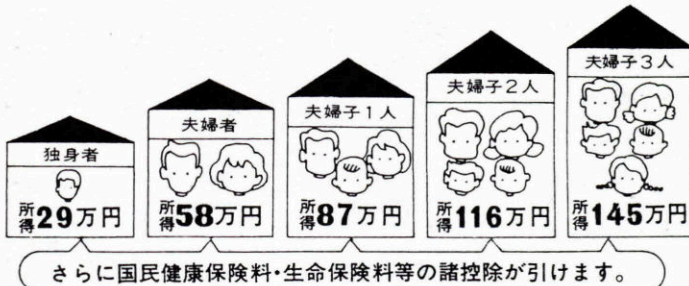 独身者
所得29万円
夫婦者
所得58万円
夫婦子1人
所得87万円
夫婦子2人
所得116万円
夫婦子3人
所得145万円
さらに国民健康保険料・生命保険料等の諸控除が引けます。